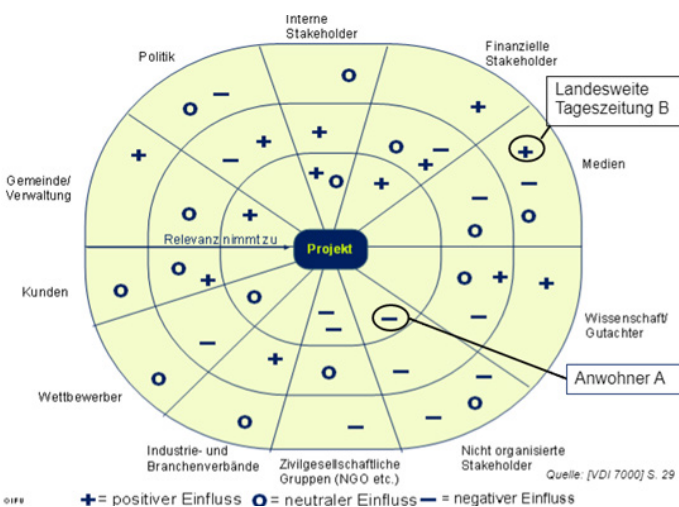 Interne
Stakeholder
Politik
Finanzielle
Stakeholder
Landesweite
Tageszeitung B
Medien
Gemeinde/
Verwaltung
Relevanz nimmt zu
Projekt
Kunden
Wissenschaft/
Gutachter
Anwohner A
Wettbewerber
Industrie- und
Branchenverbände
Zivilgesellschaftliche
Gruppen (NGO etc.)
Nicht organisierte
Stakeholder
Quelle: [VDI 7000] S. 29
+ = positiver Einfluss O = neutraler Einfluss — = negativer Einfluss